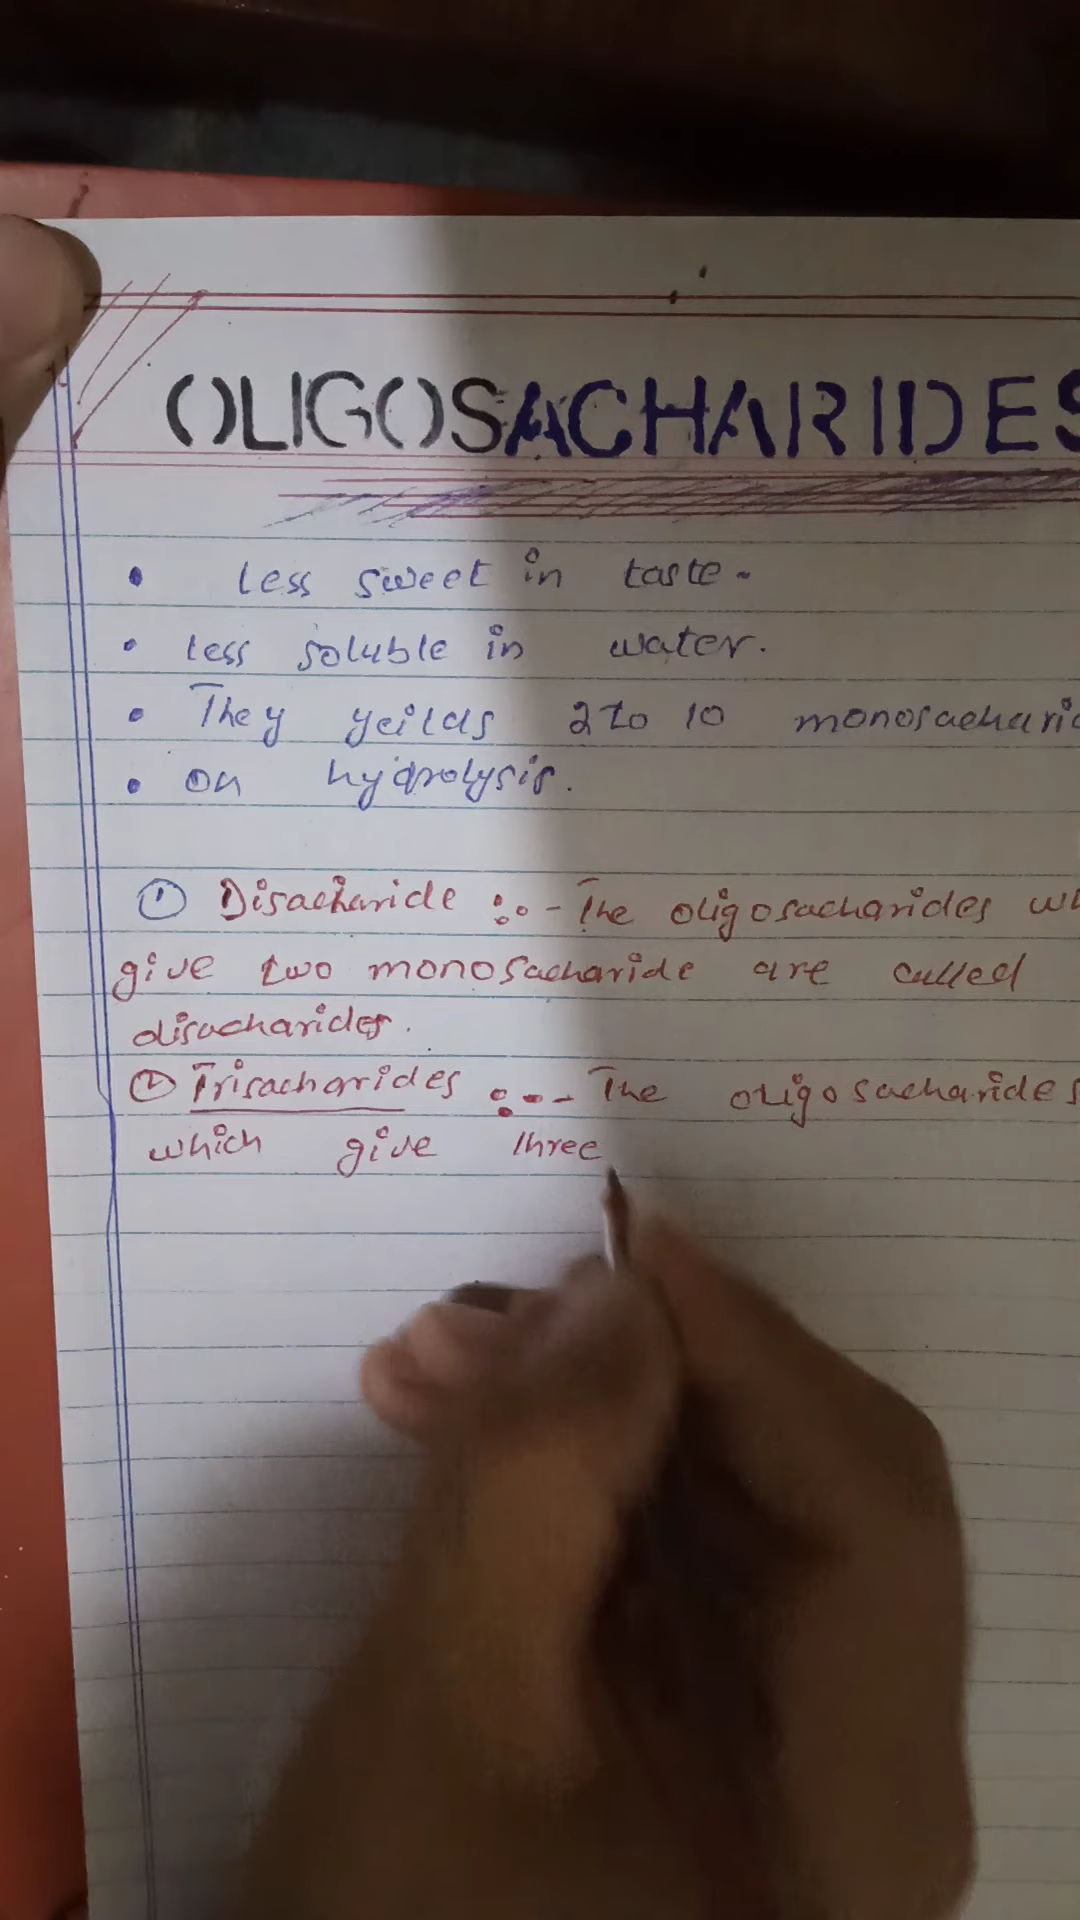 OLIGOSACHARIDES
• less sweet in taste.
• less soluble in water.
• They yeilds 2 to 10 monosacharid
• on hydrolysis.
① Disacharide :- The oligosacharides wh
give two monosacharide are called
disacharides.
② Trisacharides :-- The oligosacharides
which give three